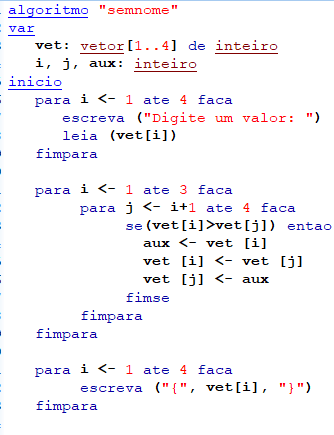 algoritmo "semnome"
var
   vet: vetor[1..4] de inteiro
   i, j, aux: inteiro
inicio
   para i <- 1 ate 4 faca
      escreva ("Digite um valor: ")
      leia (vet[i])
   fimpara

   para i <- 1 ate 3 faca
        para j <- i+1 ate 4 faca
             se(vet[i]>vet[j]) entao
               aux <- vet [i]
               vet [i] <- vet [j]
               vet [j] <- aux
             fimse
        fimpara
   fimpara

   para i <- 1 ate 4 faca
        escreva ("{", vet[i], "}")
   fimpara